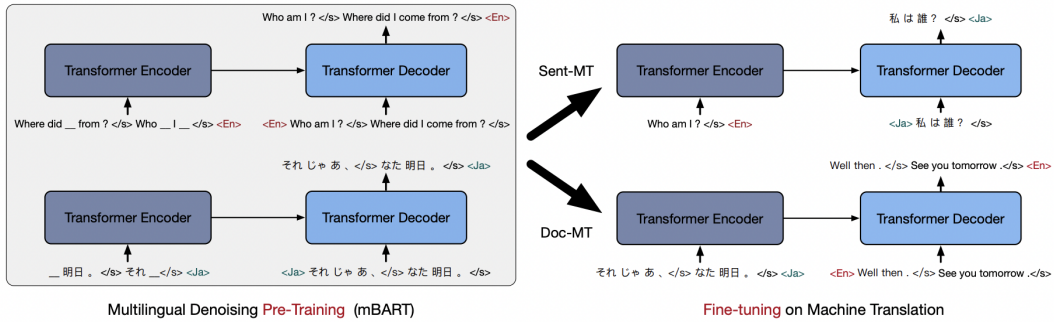 Who am I ? </s> Where did I come from ? </s> <En>
Transformer Encoder
Transformer Decoder
Where did __ from ? </s> Who __ I __ </s> <En>
<En> Who am I ? </s> Where did I come from ? </s>
それ じゃ あ 、</s> なた 明日 。 </s> <Ja>
Transformer Encoder
Transformer Decoder
__ 明日 。 </s> それ __</s> <Ja>
<Ja> それ じゃ あ 、</s> なた 明日 。 </s>
Multilingual Denoising Pre-Training (mBART)
Sent-MT
Doc-MT
私 は 誰 ? </s> <Ja>
Transformer Encoder
Transformer Decoder
Who am I ? </s> <En>
<Ja> 私 は 誰 ? </s>
Well then . </s> See you tomorrow .</s> <En>
Transformer Encoder
Transformer Decoder
それ じゃ あ 、</s> なた 明日 。 </s> <Ja>
<En> Well then . </s> See you tomorrow .</s>
Fine-tuning on Machine Translation